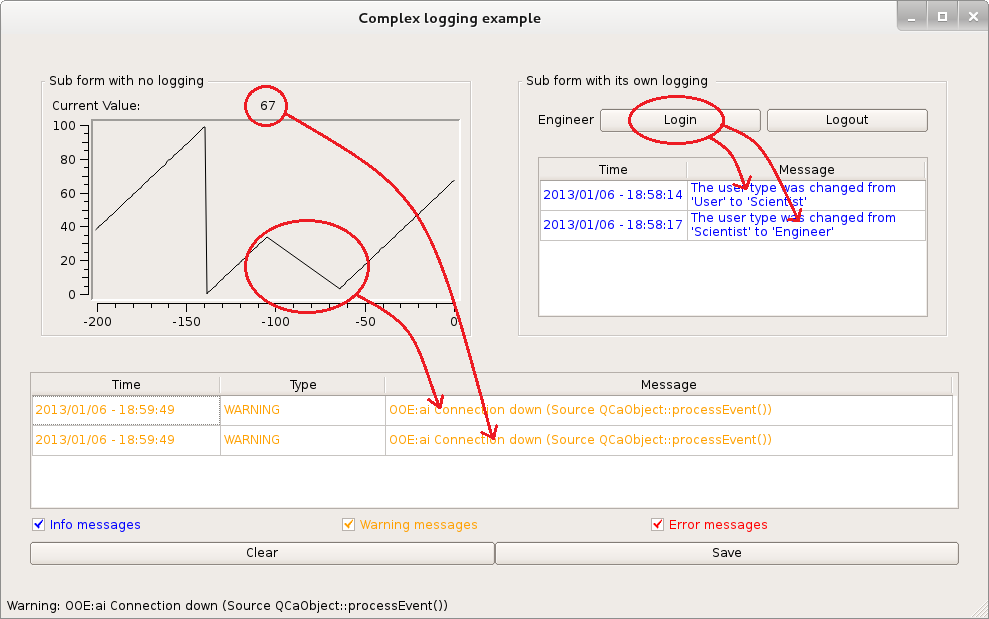 Complex logging example
Sub form with no logging
Current Value: 67
100
80
60
40
20
0
-200 -150 -100 -50 0
Sub form with its own logging
Engineer Login Logout
Time Message
2013/01/06 - 18:58:14 The user type was changed from
'User' to 'Scientist'
2013/01/06 - 18:58:17 The user type was changed from
'Scientist' to 'Engineer'
Time Type Message
2013/01/06 - 18:59:49 WARNING OOE:ai Connection down (Source QCaObject::processEvent())
2013/01/06 - 18:59:49 WARNING OOE:ai Connection down (Source QCaObject::processEvent())
Info messages Warning messages Error messages
Clear Save
Warning: OOE:ai Connection down (Source QCaObject::processEvent())